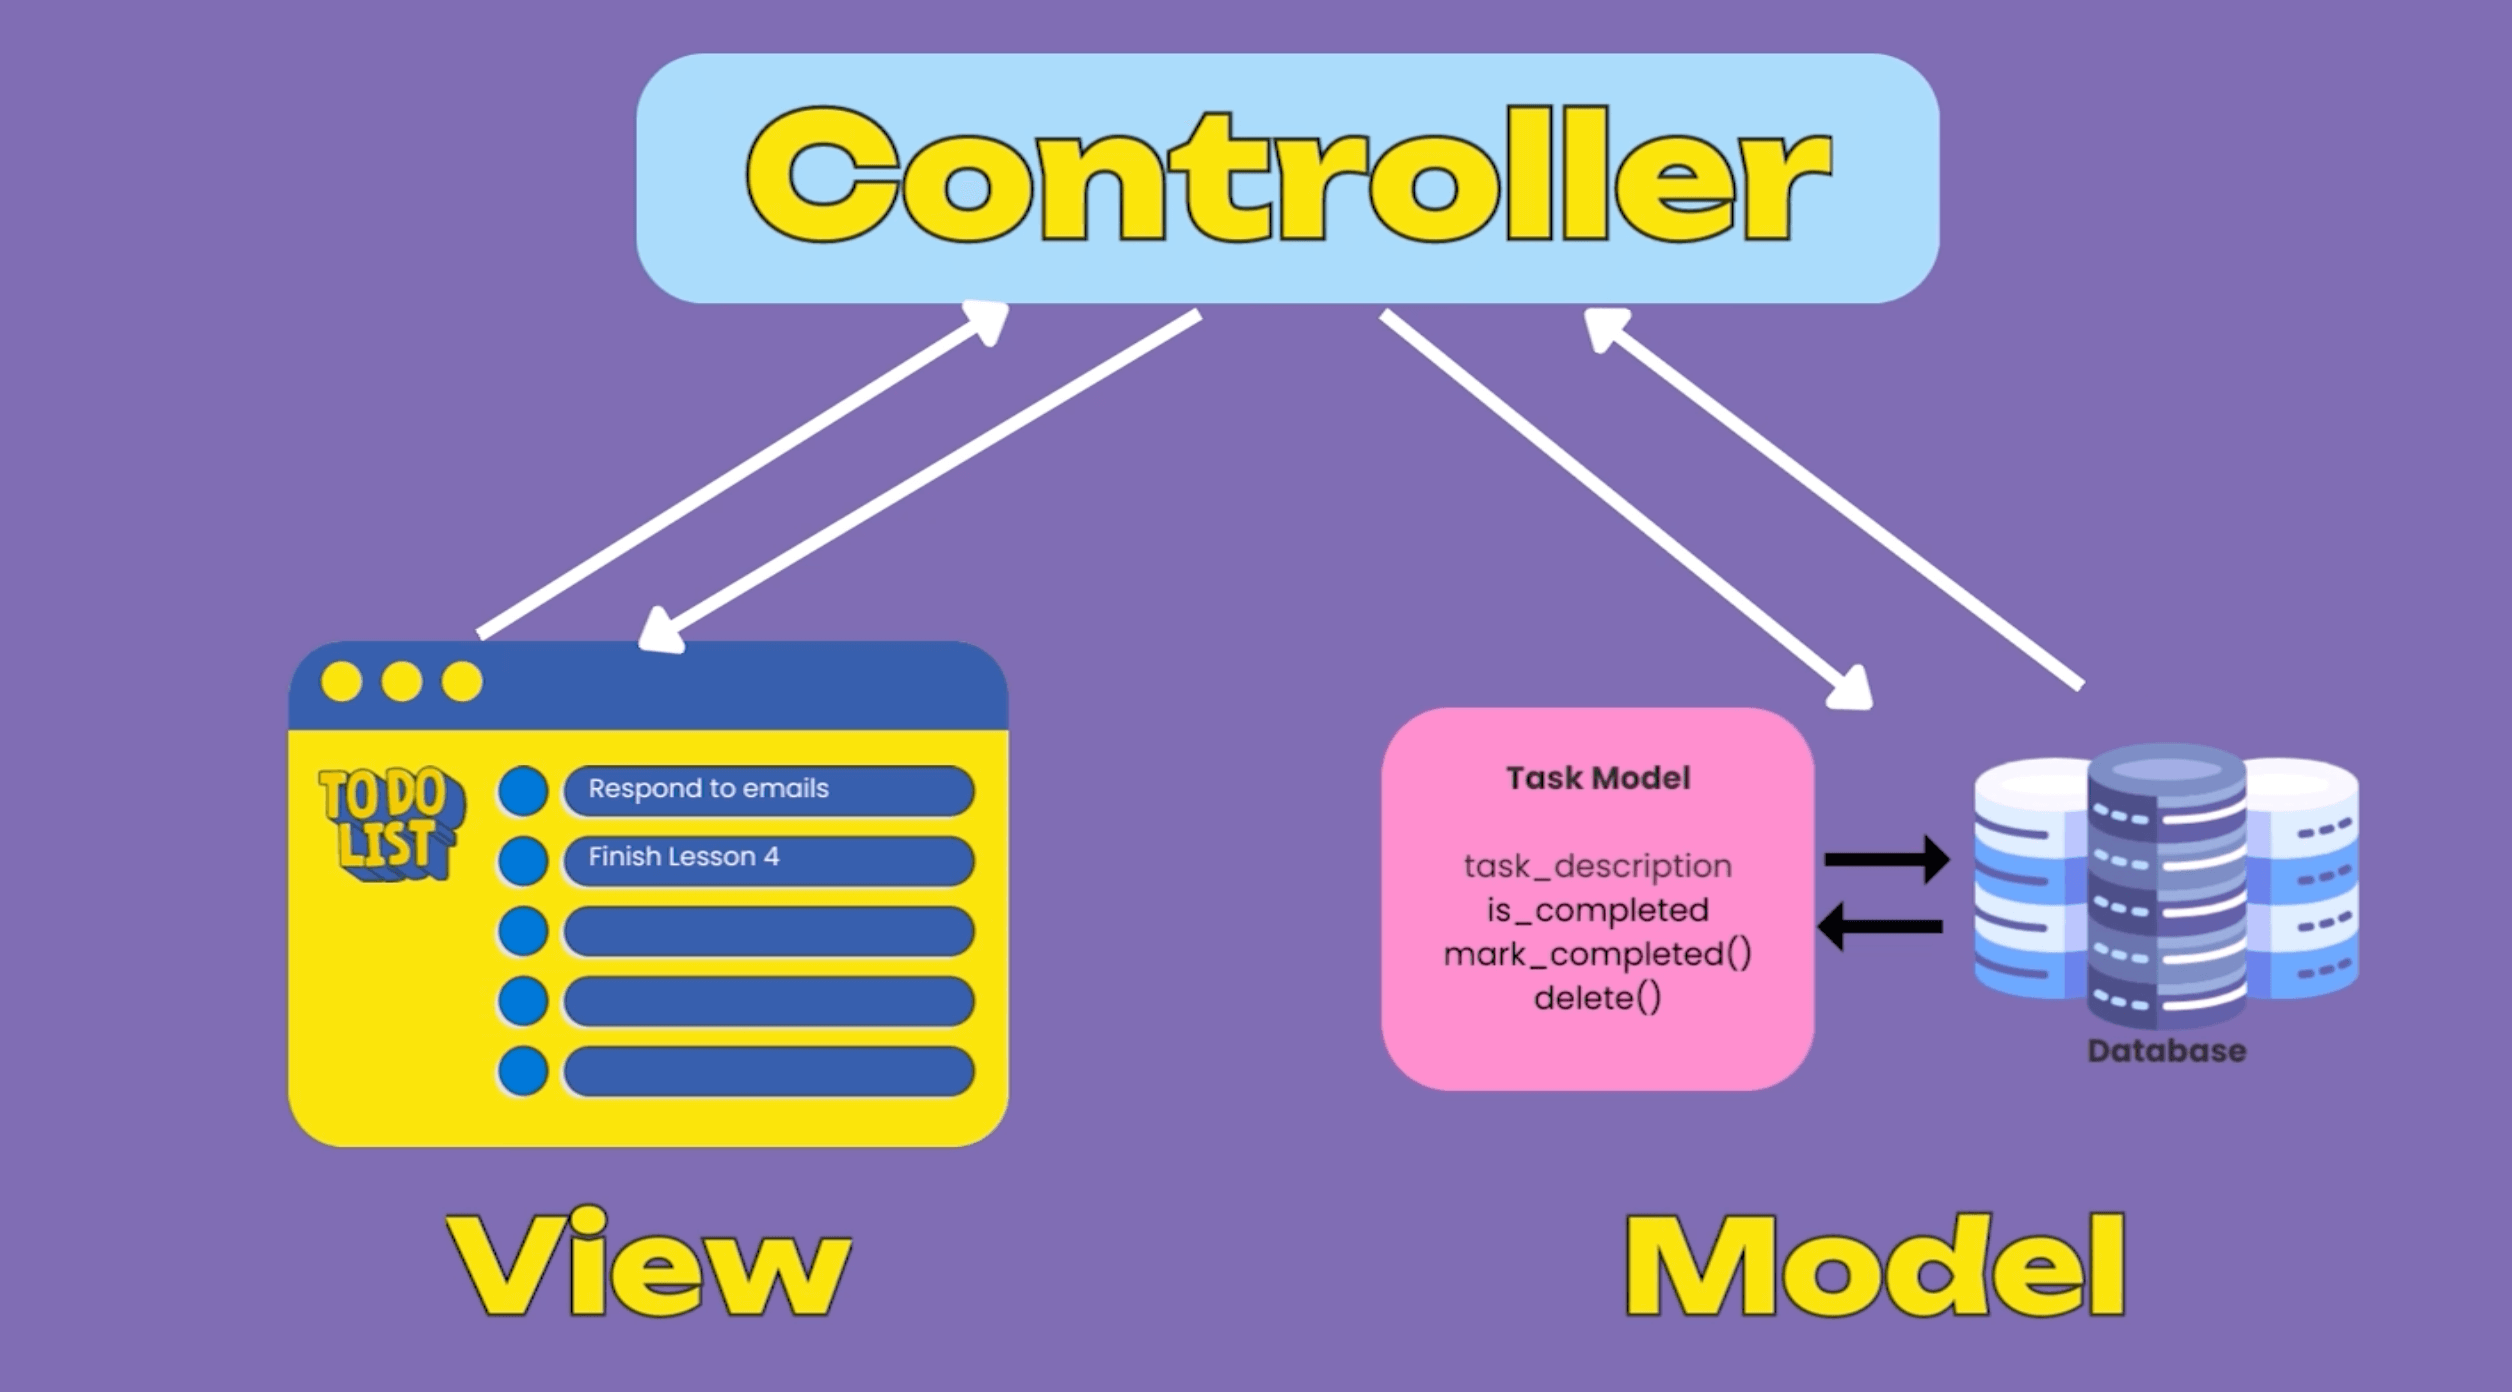 Controller
TO DO
LIST
Respond to emails
Finish Lesson 4
Task Model
task_description
is_completed
mark_completed()
delete()
Database
View
Model